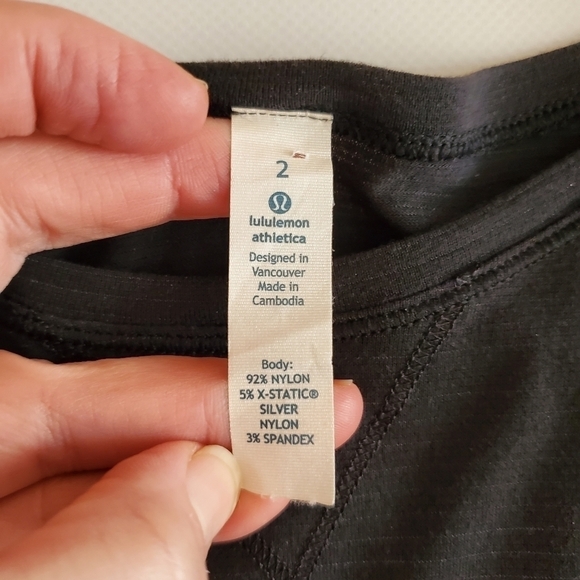 2
lululemon
athletica
Designed in
Vancouver
Made in
Cambodia
Body:
92% NYLON
5% X-STATIC®
SILVER
NYLON
3% SPANDEX